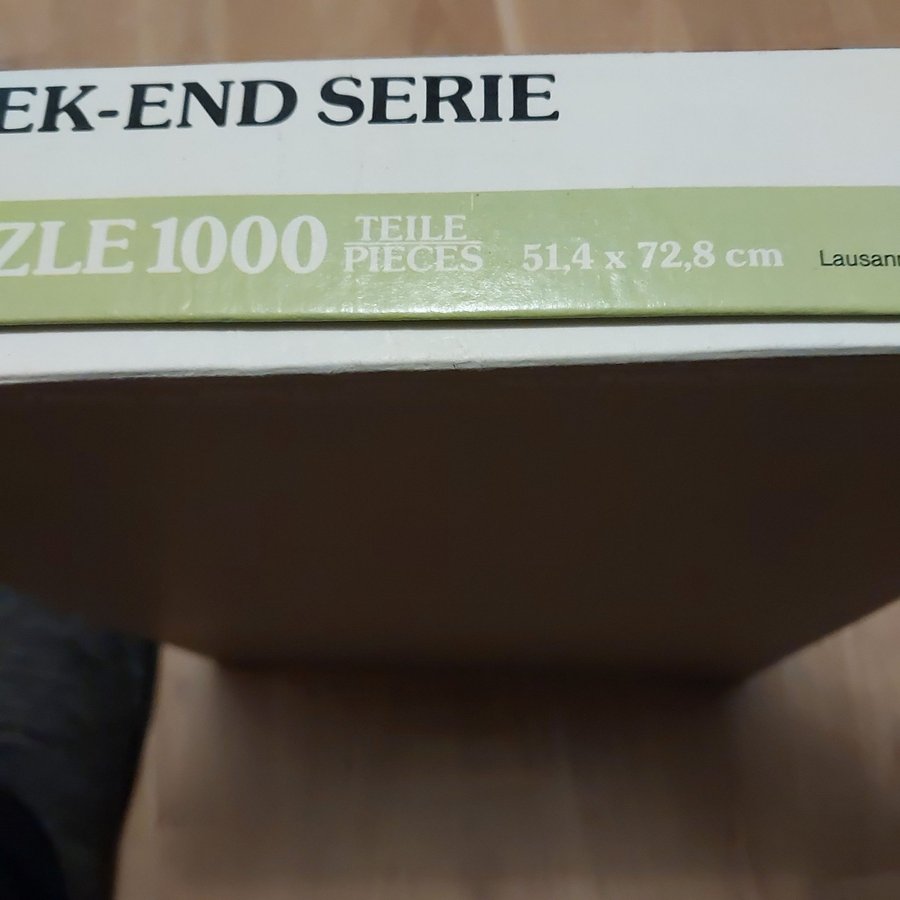 EK-END SERIE
ZLE 1000 TEILE
PIECES 51,4 x 72,8 cm Lausann